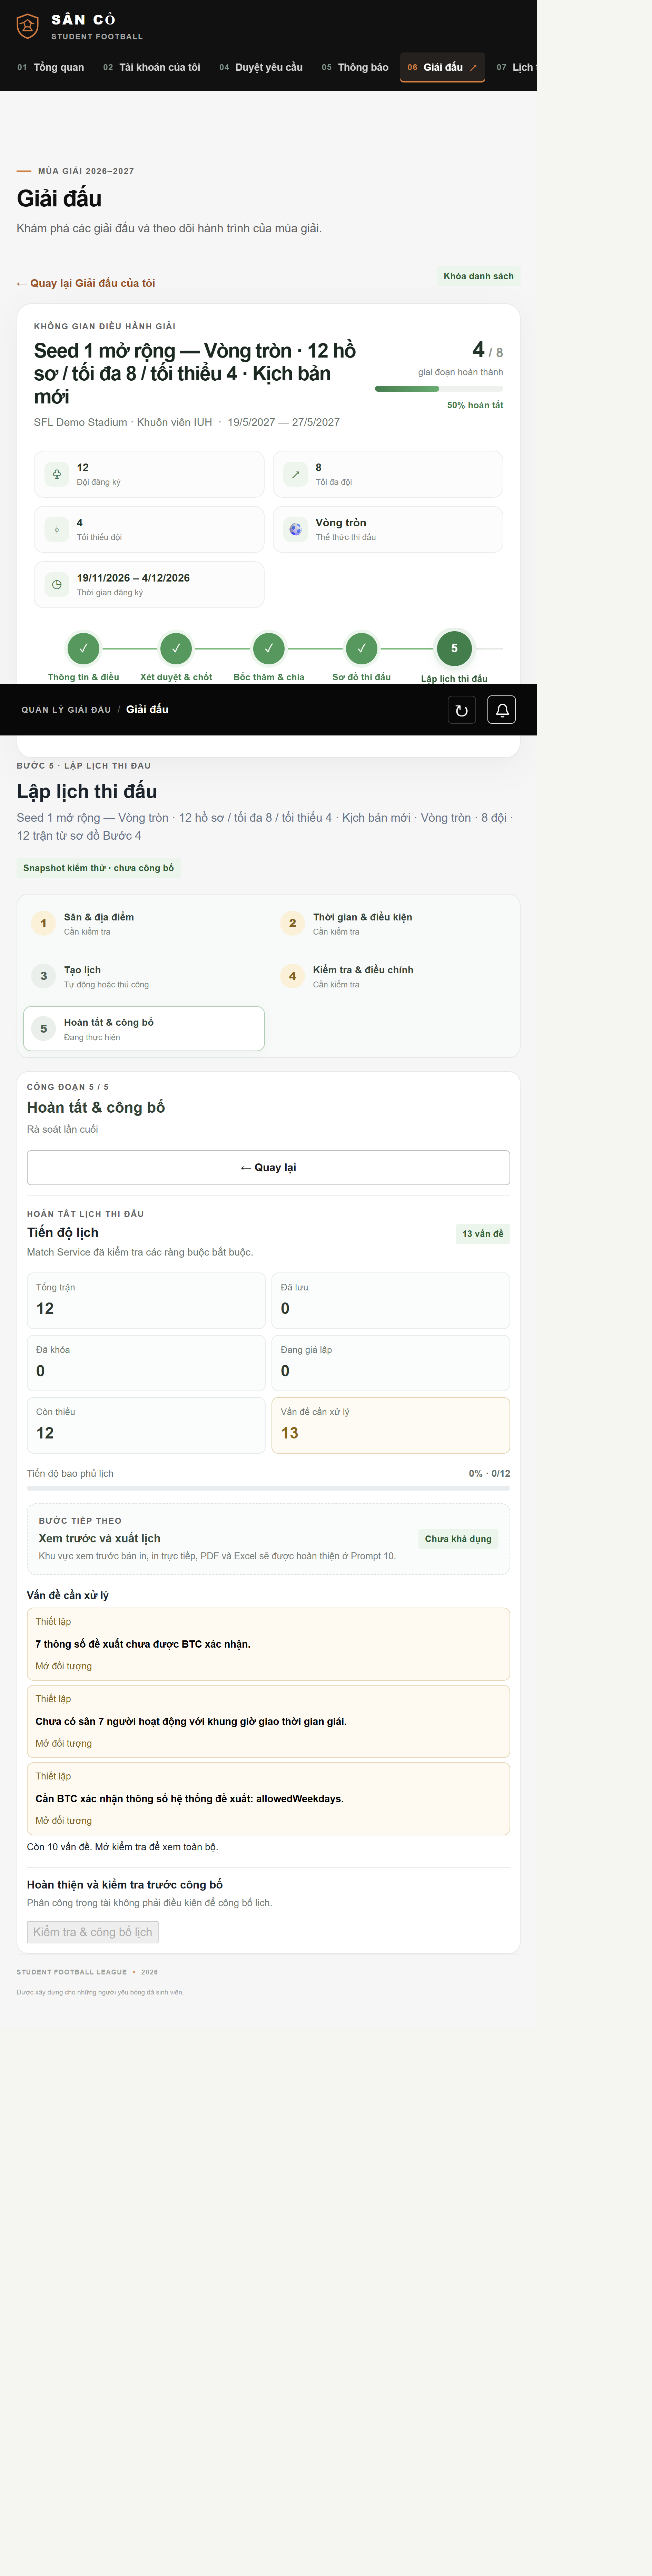 SÂN CỎ
STUDENT FOOTBALL
01 Tổng quan
02 Tài khoản của tôi
04 Duyệt yêu cầu
05 Thông báo
06 Giải đấu ↗
07 Lịch
MÙA GIẢI 2026–2027
Giải đấu
Khám phá các giải đấu và theo dõi hành trình của mùa giải.
← Quay lại Giải đấu của tôi
Khóa danh sách
KHÔNG GIAN ĐIỀU HÀNH GIẢI
Seed 1 mở rộng — Vòng tròn · 12 hồ
sơ / tối đa 8 / tối thiểu 4 · Kịch bản
mới
SFL Demo Stadium · Khuôn viên IUH · 19/5/2027 — 27/5/2027
4 / 8
giai đoạn hoàn thành
50% hoàn tất
12
Đội đăng ký
8
Tối đa đội
4
Tối thiểu đội
Vòng tròn
Thể thức thi đấu
19/11/2026 – 4/12/2026
Thời gian đăng ký
5
Thông tin & điều
Xét duyệt & chốt
Bốc thăm & chia
Sơ đồ thi đấu
Lập lịch thi đấu
QUẢN LÝ GIẢI ĐẤU / Giải đấu
BƯỚC 5 · LẬP LỊCH THI ĐẤU
Lập lịch thi đấu
Seed 1 mở rộng — Vòng tròn · 12 hồ sơ / tối đa 8 / tối thiểu 4 · Kịch bản mới · Vòng tròn · 8 đội ·
12 trận từ sơ đồ Bước 4
Snapshot kiểm thử · chưa công bố
1
Sân & địa điểm
Cần kiểm tra
2
Thời gian & điều kiện
Cần kiểm tra
3
Tạo lịch
Tự động hoặc thủ công
4
Kiểm tra & điều chỉnh
Cần kiểm tra
5
Hoàn tất & công bố
Đang thực hiện
CÔNG ĐOẠN 5 / 5
Hoàn tất & công bố
Rà soát lần cuối
← Quay lại
HOÀN TẤT LỊCH THI ĐẤU
Tiến độ lịch
Match Service đã kiểm tra các ràng buộc bắt buộc.
13 vấn đề
Tổng trận
12
Đã lưu
0
Đã khóa
0
Đang giả lập
0
Còn thiếu
12
Vấn đề cần xử lý
13
Tiến độ bao phủ lịch
0% · 0/12
BƯỚC TIẾP THEO
Xem trước và xuất lịch
Khu vực xem trước bản in, in trực tiếp, PDF và Excel sẽ được hoàn thiện ở Prompt 10.
Chưa khả dụng
Vấn đề cần xử lý
Thiết lập
7 thông số đề xuất chưa được BTC xác nhận.
Mở đối tượng
Thiết lập
Chưa có sân 7 người hoạt động với khung giờ giao thời gian giải.
Mở đối tượng
Thiết lập
Cần BTC xác nhận thông số hệ thống đề xuất: allowedWeekdays.
Mở đối tượng
Còn 10 vấn đề. Mở kiểm tra để xem toàn bộ.
Hoàn thiện và kiểm tra trước công bố
Phân công trọng tài không phải điều kiện để công bố lịch.
Kiểm tra & công bố lịch
STUDENT FOOTBALL LEAGUE • 2026
Được xây dựng cho những người yêu bóng đá sinh viên.